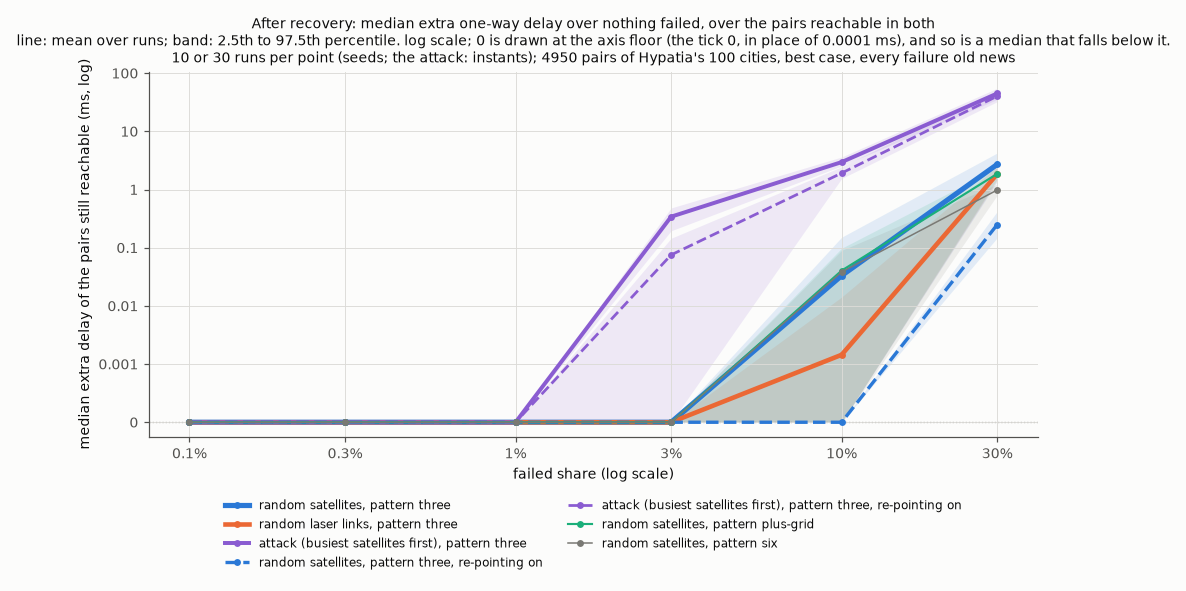 After recovery: median extra one-way delay over nothing failed, over the pairs reachable in both
line: mean over runs; band: 2.5th to 97.5th percentile. log scale; 0 is drawn at the axis floor (the tick 0, in place of 0.0001 ms), and so is a median that falls below it.
10 or 30 runs per point (seeds; the attack: instants); 4950 pairs of Hypatia's 100 cities, best case, every failure old news
median extra delay of the pairs still reachable (ms, log)
100
10
1
0.1
0.01
0.001
0
0.1%
0.3%
1%
3%
10%
30%
failed share (log scale)
random satellites, pattern three
random laser links, pattern three
attack (busiest satellites first), pattern three
random satellites, pattern three, re-pointing on
attack (busiest satellites first), pattern three, re-pointing on
random satellites, pattern plus-grid
random satellites, pattern six